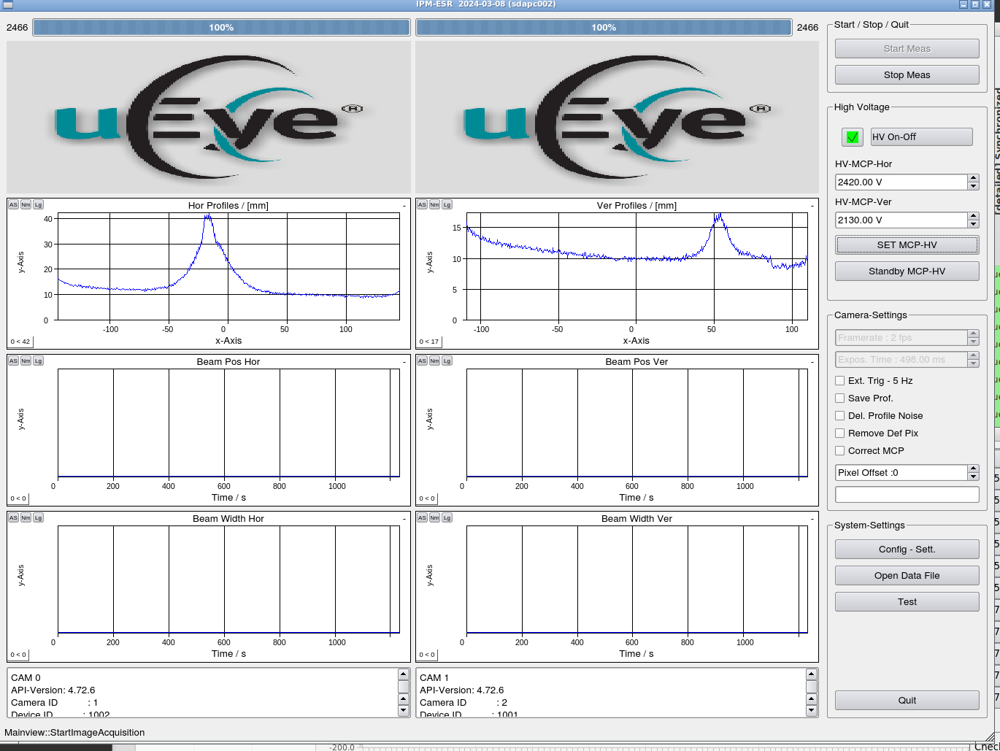 IPM-ESR 2024-03-08 (sdapc002)
2466
100%
100%
2466
uEye®
uEye®
AS Nm Lg
Hor Profiles / [mm]
-
40
30
20
10
0
y-Axis
-100
-50
0
50
100
x-Axis
0 < 42
AS Nm Lg
Ver Profiles / [mm]
-
15
10
5
0
y-Axis
-100
-50
0
50
100
x-Axis
0 < 17
AS Nm Lg
Beam Pos Hor
-
y-Axis
0
200
400
600
800
1000
Time / s
0 < 0
AS Nm Lg
Beam Pos Ver
-
y-Axis
0
200
400
600
800
1000
Time / s
0 < 0
AS Nm Lg
Beam Width Hor
-
y-Axis
0
200
400
600
800
1000
Time / s
0 < 0
AS Nm Lg
Beam Width Ver
-
y-Axis
0
200
400
600
800
1000
Time / s
0 < 0
CAM 0
API-Version: 4.72.6
Camera ID : 1
Device ID : 1002
CAM 1
API-Version: 4.72.6
Camera ID : 2
Device ID : 1001
Mainview::StartImageAcquisition
Start / Stop / Quit
Start Meas
Stop Meas
High Voltage
HV On-Off
HV-MCP-Hor
2420.00 V
HV-MCP-Ver
2130.00 V
SET MCP-HV
Standby MCP-HV
Camera-Settings
Framerate : 2 fps
Expos. Time : 498.00 ms
Ext. Trig - 5 Hz
Save Prof.
Del. Profile Noise
Remove Def Pix
Correct MCP
Pixel Offset :0
System-Settings
Config - Sett.
Open Data File
Test
Quit
-200.0